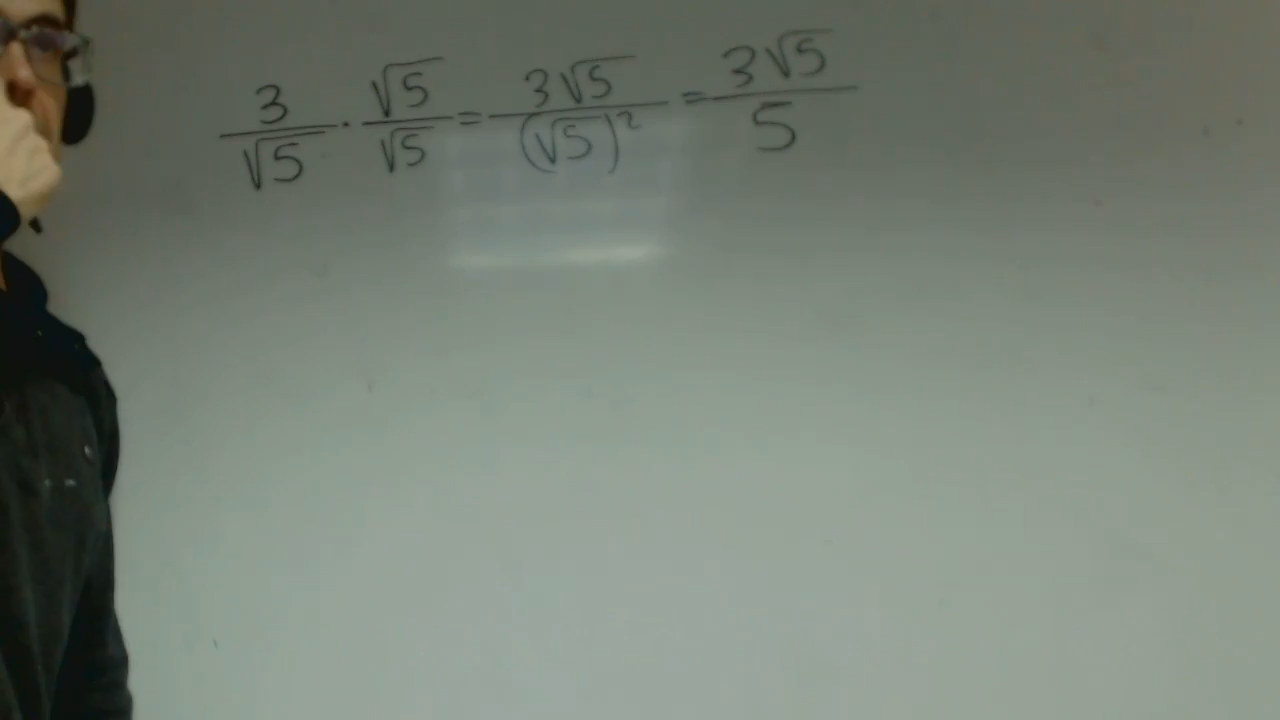 3/√5 · √5/√5 = 3√5/(√5)² = 3√5/5